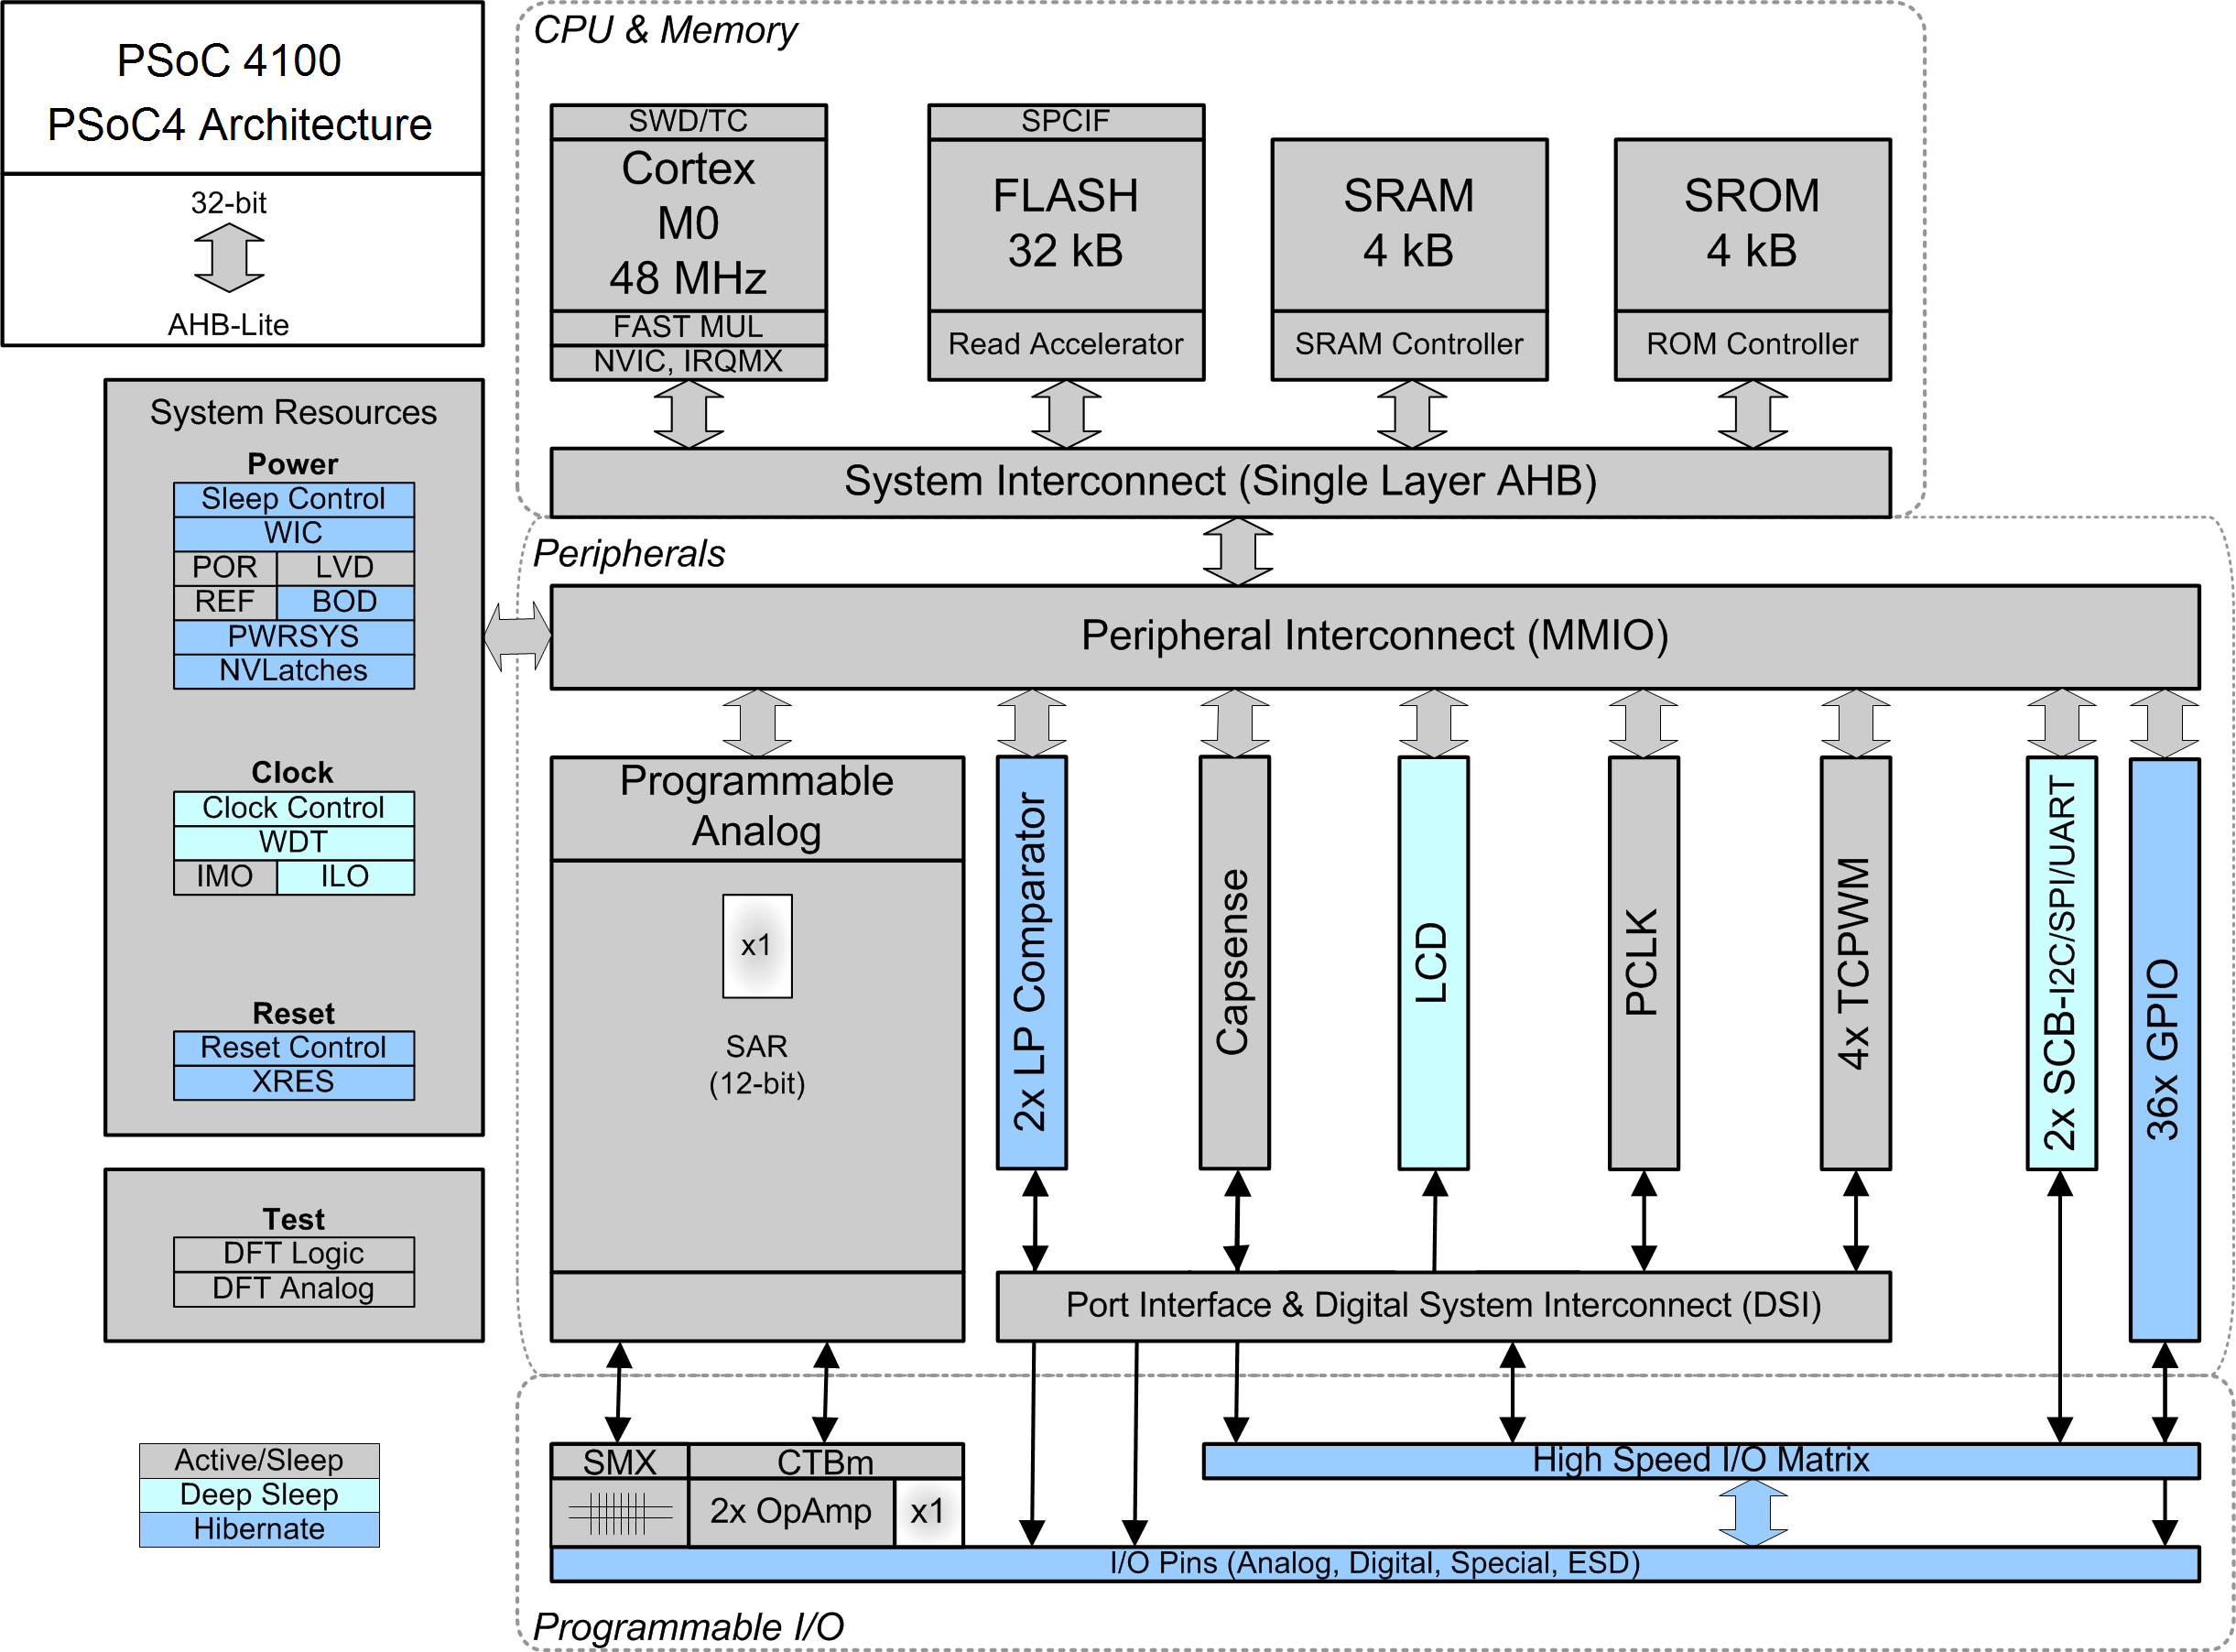 PSoC 4100
PSoC4 Architecture
32-bit
AHB-Lite
CPU & Memory
SWD/TC
Cortex
M0
48 MHz
FAST MUL
NVIC, IRQMX
SPCIF
FLASH
32 kB
Read Accelerator
SRAM
4 kB
SRAM Controller
SROM
4 kB
ROM Controller
System Interconnect (Single Layer AHB)
System Resources
Power
Sleep Control
WIC
POR LVD
REF BOD
PWRSYS
NVLatches
Clock
Clock Control
WDT
IMO ILO
Reset
Reset Control
XRES
Test
DFT Logic
DFT Analog
Active/Sleep
Deep Sleep
Hibernate
Peripherals
Peripheral Interconnect (MMIO)
Programmable
Analog
x1
SAR
(12-bit)
2x LP Comparator
Capsense
LCD
PCLK
4x TCPWM
2x SCB-I2C/SPI/UART
36x GPIO
Port Interface & Digital System Interconnect (DSI)
SMX
CTBm
2x OpAmp
x1
High Speed I/O Matrix
I/O Pins (Analog, Digital, Special, ESD)
Programmable I/O